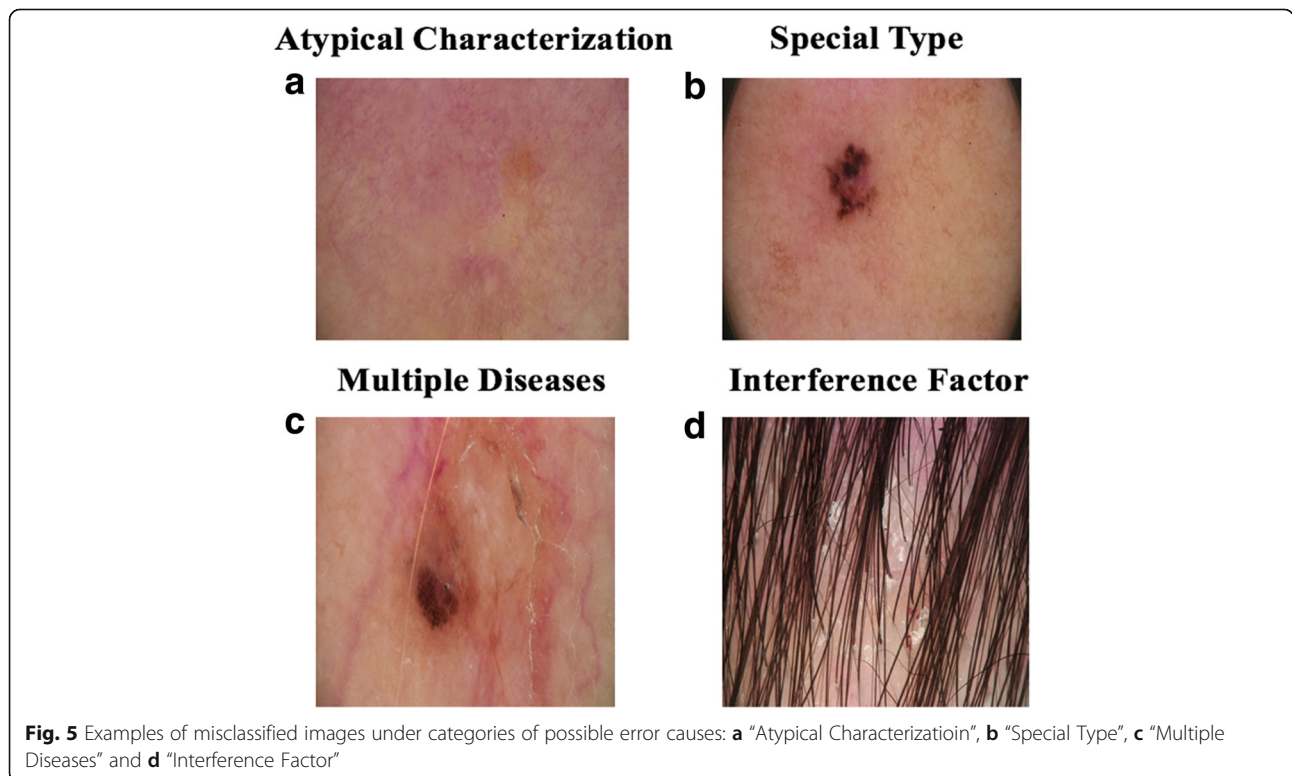 Atypical Characterization
Special Type
a
b
Multiple Diseases
Interference Factor
c
d
Fig. 5 Examples of misclassified images under categories of possible error causes: a “Atypical Characterizatioin”, b “Special Type”, c “Multiple
Diseases” and d “Interference Factor”